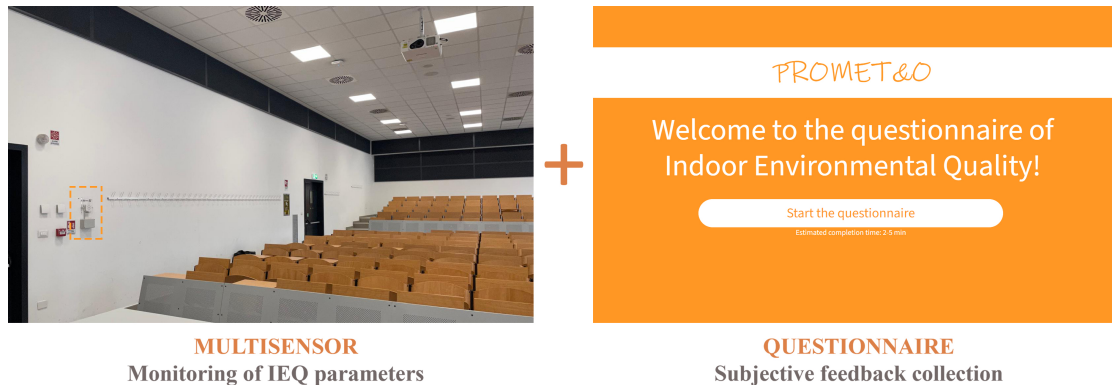 PROMET&O
Welcome to the questionnaire of
Indoor Environmental Quality!
Start the questionnaire
Estimated completion time: 2-5 min
+
MULTISENSOR
Monitoring of IEQ parameters
QUESTIONNAIRE
Subjective feedback collection